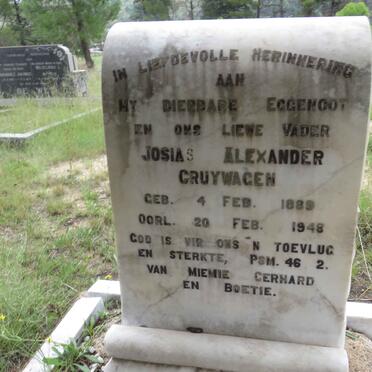 IN LIEFDEVOLLE HERINNERING
AAN
MY DIERBARE EGGENOOT
EN ONS LIEWE VADER
JOSIAS ALEXANDER
CRUYWAGEN
GEB. 4 FEB. 1889
OORL. 20 FEB. 1948
GOD IS VIR ONS 'N TOEVLUG
EN STERKTE, PSM. 46 2.
VAN MIEMIE GERHARD
EN BOETIE.